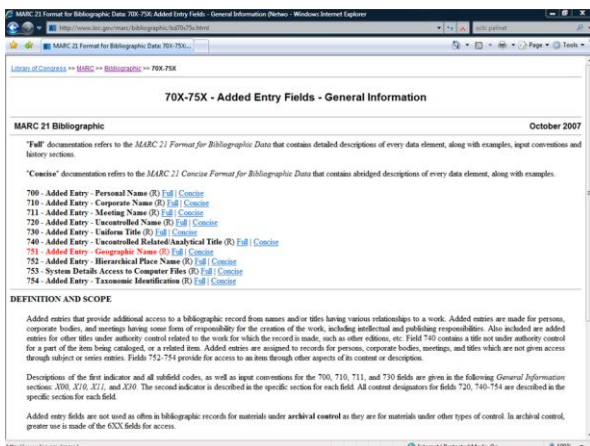 MARC 21 Format for Bibliographic Data: 70X-75X: Added Entry Fields - General Information (Netwo - Windows Internet Explorer
http://www.loc.gov/marc/bibliographic/bd70x75x.html
oclc palinet
MARC 21 Format for Bibliographic Data: 70X-75X:...
Page
Tools
Library of Congress >> MARC >> Bibliographic >> 70X-75X
70X-75X - Added Entry Fields - General Information
MARC 21 Bibliographic
October 2007
"Full" documentation refers to the MARC 21 Format for Bibliographic Data that contains detailed descriptions of every data element, along with examples, input conventions and
history sections.
"Concise" documentation refers to the MARC 21 Concise Format for Bibliographic Data that contains abridged descriptions of every data element, along with examples.
700 - Added Entry - Personal Name (R) Full | Concise
710 - Added Entry - Corporate Name (R) Full | Concise
711 - Added Entry - Meeting Name (R) Full | Concise
720 - Added Entry - Uncontrolled Name (R) Full | Concise
730 - Added Entry - Uniform Title (R) Full | Concise
740 - Added Entry - Uncontrolled Related/Analytical Title (R) Full | Concise
751 - Added Entry - Geographic Name (R) Full | Concise
752 - Added Entry - Hierarchical Place Name (R) Full | Concise
753 - System Details Access to Computer Files (R) Full | Concise
754 - Added Entry - Taxonomic Identification (R) Full | Concise
DEFINITION AND SCOPE
Added entries that provide additional access to a bibliographic record from names and/or titles having various relationships to a work. Added entries are made for persons,
corporate bodies, and meetings having some form of responsibility for the creation of the work, including intellectual and publishing responsibilities. Also included are added
entries for other titles under authority control related to the work for which the record is made, such as other editions, etc. Field 740 contains a title not under authority control
for a part of the item being cataloged, or a related item. Added entries are assigned to records for persons, corporate bodies, meetings, and titles which are not given access
through subject or series entries. Fields 752-754 provide for access to an item through other aspects of its content or description.
Descriptions of the first indicator and all subfield codes, as well as input conventions for the 700, 710, 711, and 730 fields are given in the following General Information
sections: X00, X10, X11, and X30. The second indicator is described in the specific section for each field. All content designators for fields 720, 740-754 are described in the
specific section for each field.
Added entry fields are not used as often in bibliographic records for materials under archival control as they are for materials under other types of control. In archival control,
greater use is made of the 6XX fields for access.